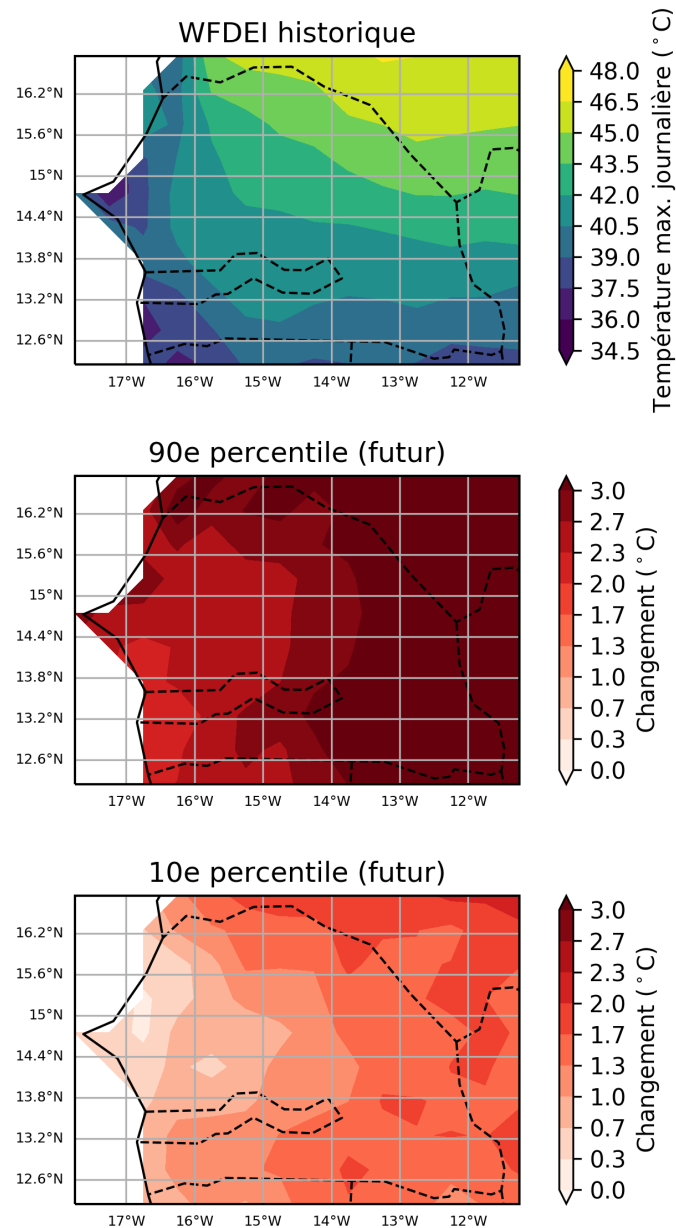 WFDEI historique
16.2°N
15.6°N
15°N
14.4°N
13.8°N
13.2°N
12.6°N
17°W 16°W 15°W 14°W 13°W 12°W
48.0
46.5
45.0
43.5
42.0
40.5
39.0
37.5
36.0
34.5
Température max. journalière (°C)
90e percentile (futur)
16.2°N
15.6°N
15°N
14.4°N
13.8°N
13.2°N
12.6°N
17°W 16°W 15°W 14°W 13°W 12°W
3.0
2.7
2.3
2.0
1.7
1.3
1.0
0.7
0.3
0.0
Changement (°C)
10e percentile (futur)
16.2°N
15.6°N
15°N
14.4°N
13.8°N
13.2°N
12.6°N
17°W 16°W 15°W 14°W 13°W 12°W
3.0
2.7
2.3
2.0
1.7
1.3
1.0
0.7
0.3
0.0
Changement (°C)